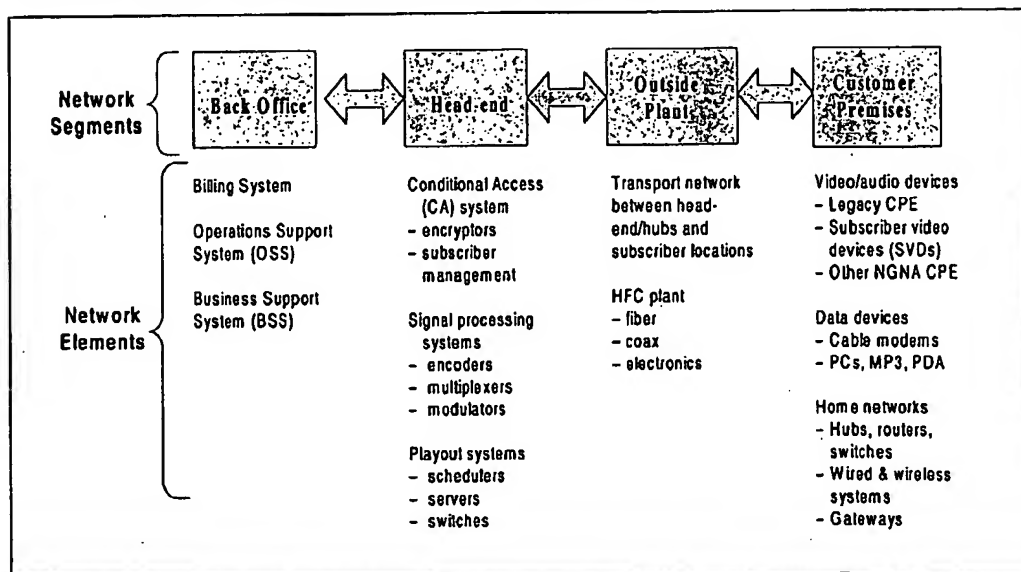 Network
Segments
Back Office
Head-end
Outside
Plant
Customer
Premises
Network
Elements
Billing System
Operations Support
System (OSS)
Business Support
System (BSS)
Conditional Access
(CA) system
– encryptors
– subscriber
management
Signal processing
systems
– encoders
– multiplexers
– modulators
Playout systems
– schedulers
– servers
– switches
Transport network
between head-
end/hubs and
subscriber locations
HFC plant
– fiber
– coax
– electronics
Video/audio devices
– Legacy CPE
– Subscriber video
devices (SVDs)
– Other NGNA CPE
Data devices
– Cable modems
– PCs, MP3, PDA
Home networks
– Hubs, routers,
switches
– Wired & wireless
systems
– Gateways